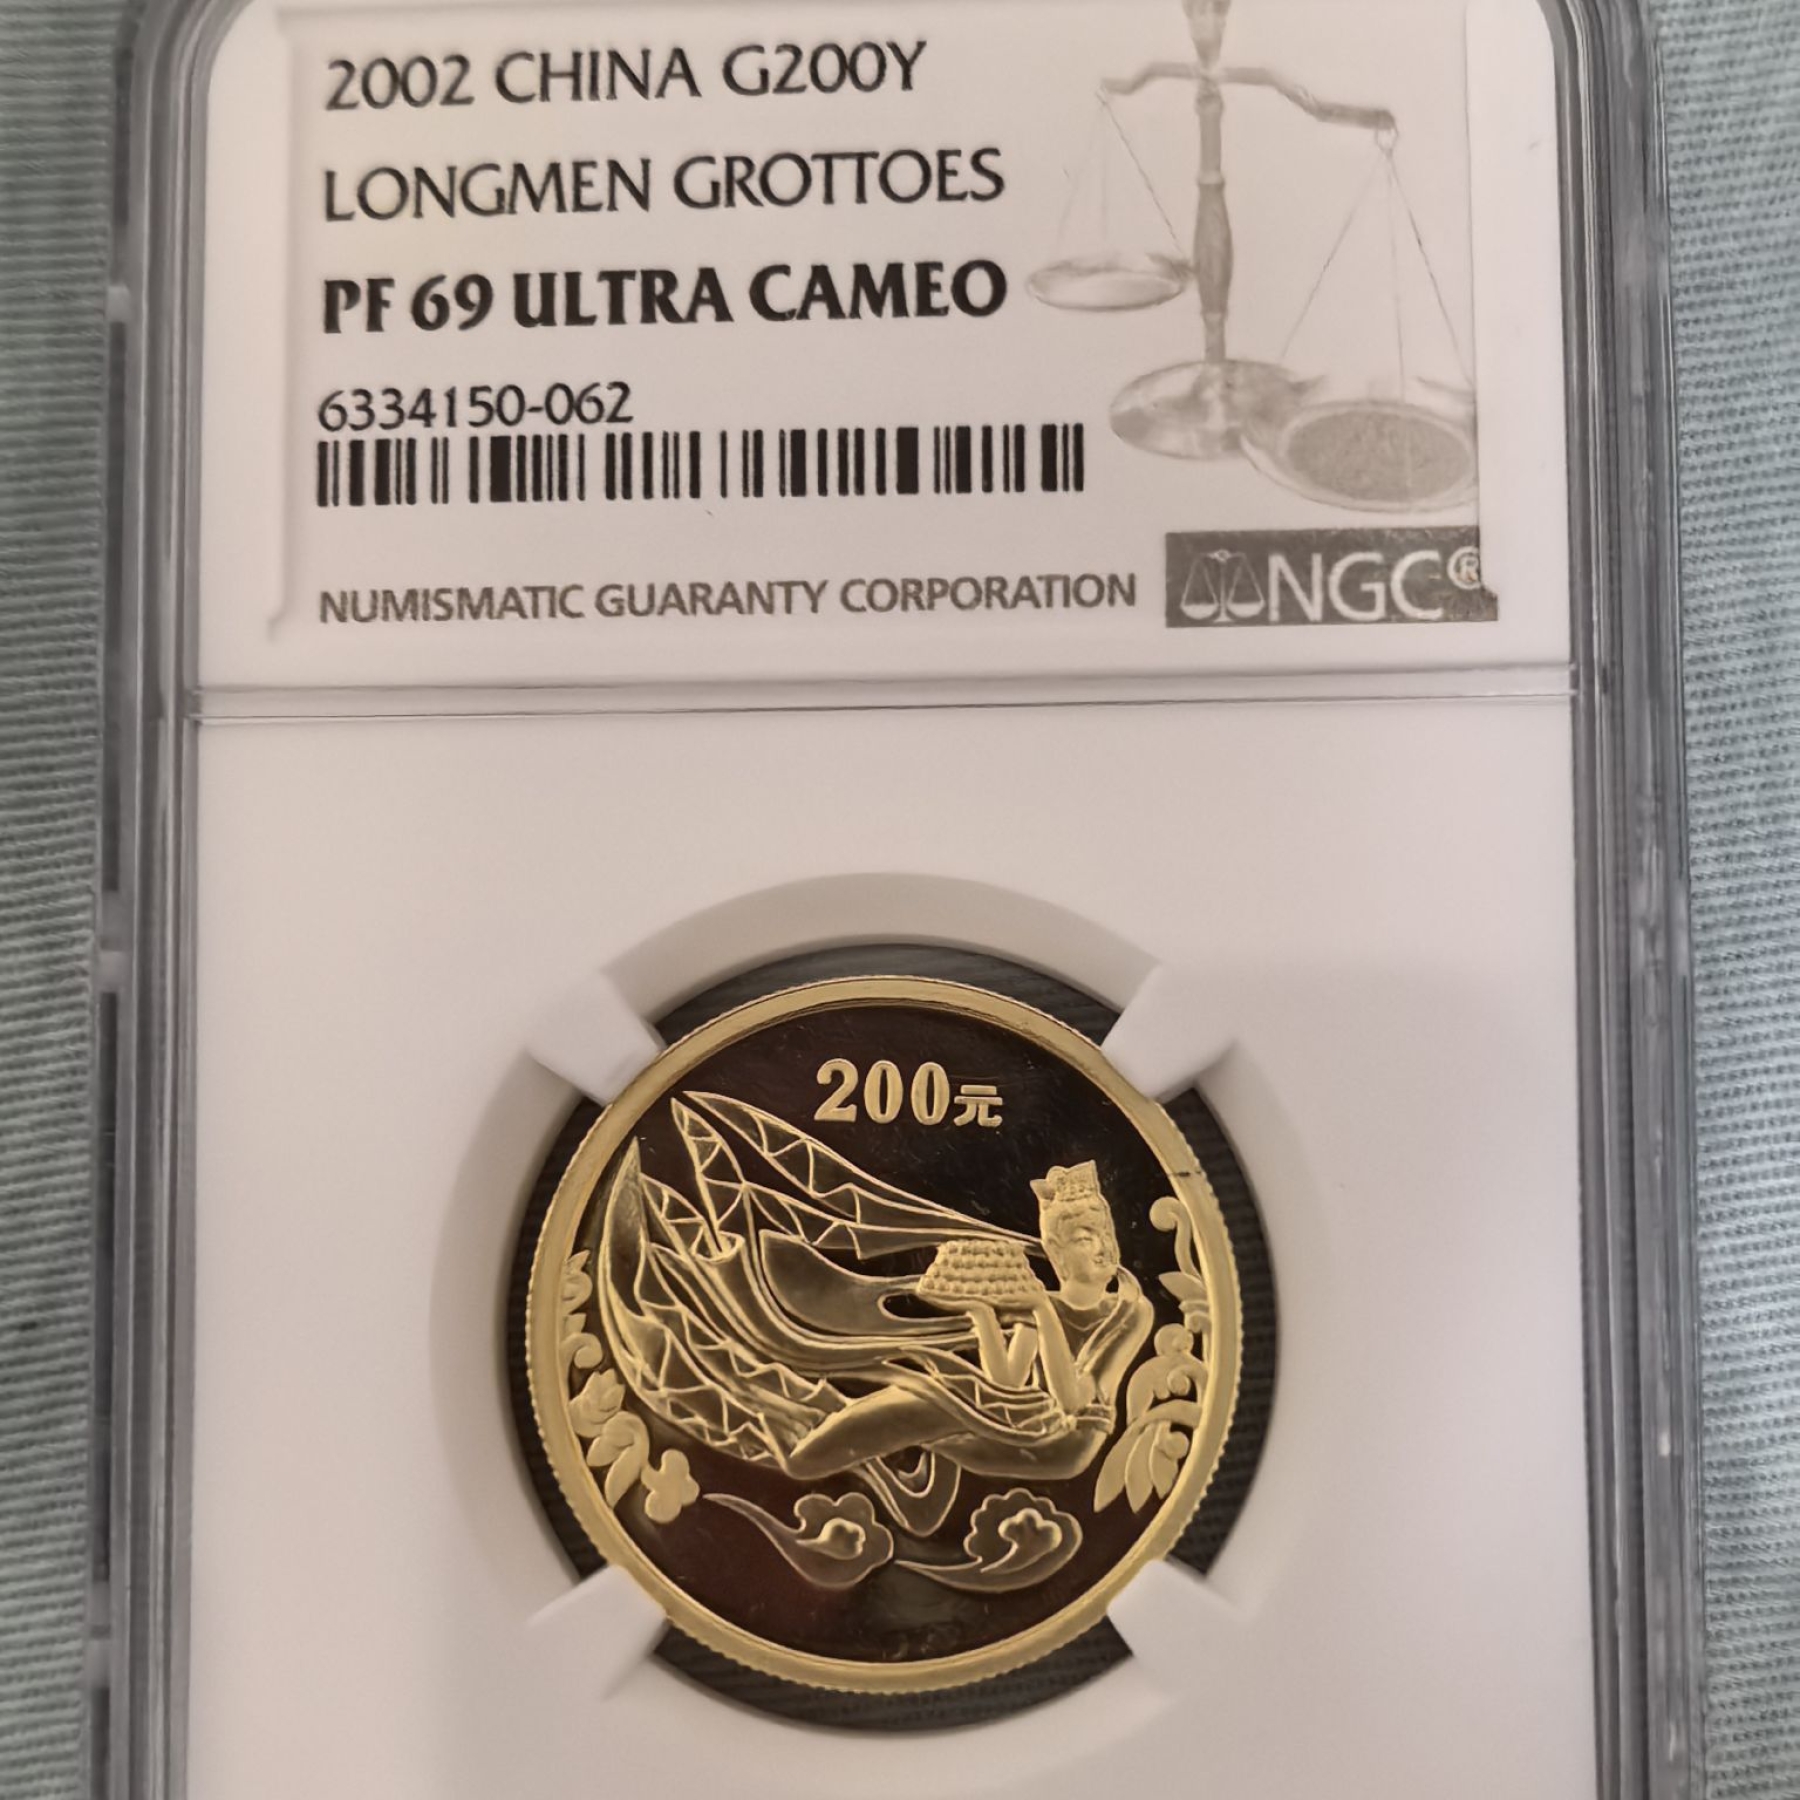 2002 CHINA G200Y
LONGMEN GROTTOES
PF 69 ULTRA CAMEO
6334150-062
NUMISMATIC GUARANTY CORPORATION
NGC®
200元